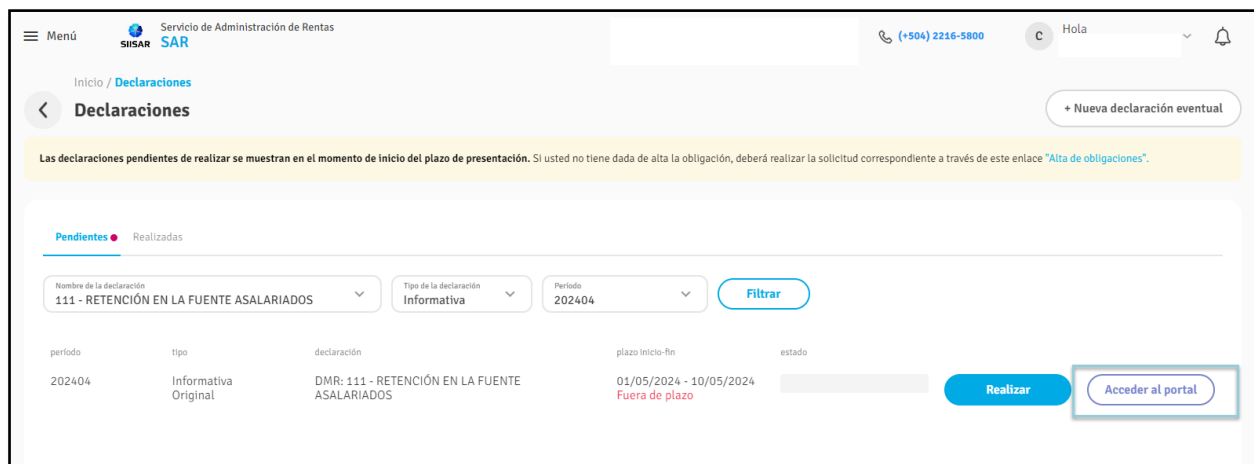 Menú
SIISAR
Servicio de Administración de Rentas
SAR
(+504) 2216-5800
C
Hola
Inicio / Declaraciones
Declaraciones
+ Nueva declaración eventual
Las declaraciones pendientes de realizar se muestran en el momento de inicio del plazo de presentación. Si usted no tiene dada de alta la obligación, deberá realizar la solicitud correspondiente a través de este enlace "Alta de obligaciones".
Pendientes Realizadas
Nombre de la declaración
111 - RETENCIÓN EN LA FUENTE ASALARIADOS
Tipo de la declaración
Informativa
Período
202404
Filtrar
período tipo declaración plazo inicio-fin estado
202404 Informativa DMR: 111 - RETENCIÓN EN LA FUENTE 01/05/2024 - 10/05/2024
Original ASALARIADOS Fuera de plazo
Realizar Acceder al portal